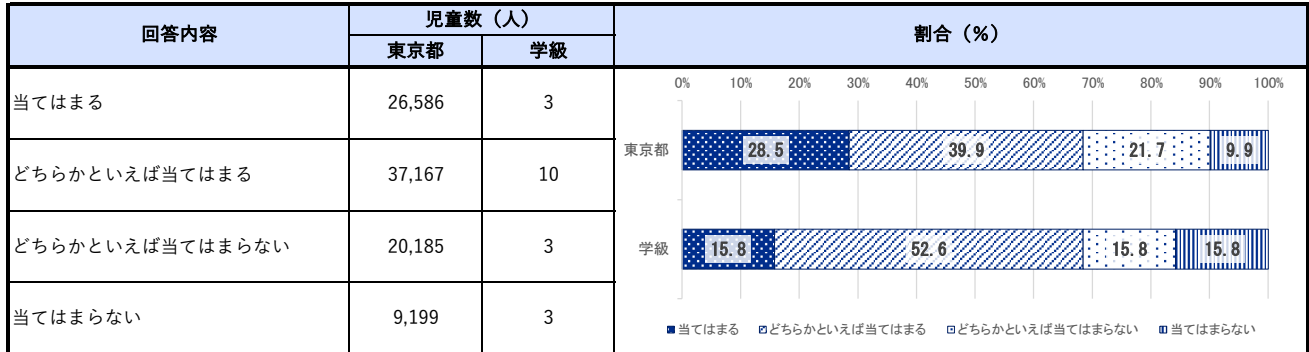 回答内容
児童数（人）
割合（%）
東京都 学級
当てはまる 26,586 3
どちらかといえば当てはまる 37,167 10
どちらかといえば当てはまらない 20,185 3
当てはまらない 9,199 3
0% 10% 20% 30% 40% 50% 60% 70% 80% 90% 100%
東京都 28.5 39.9 21.7 9.9
学級 15.8 52.6 15.8 15.8
当てはまる どちらかといえば当てはまる どちらかといえば当てはまらない 当てはまらない